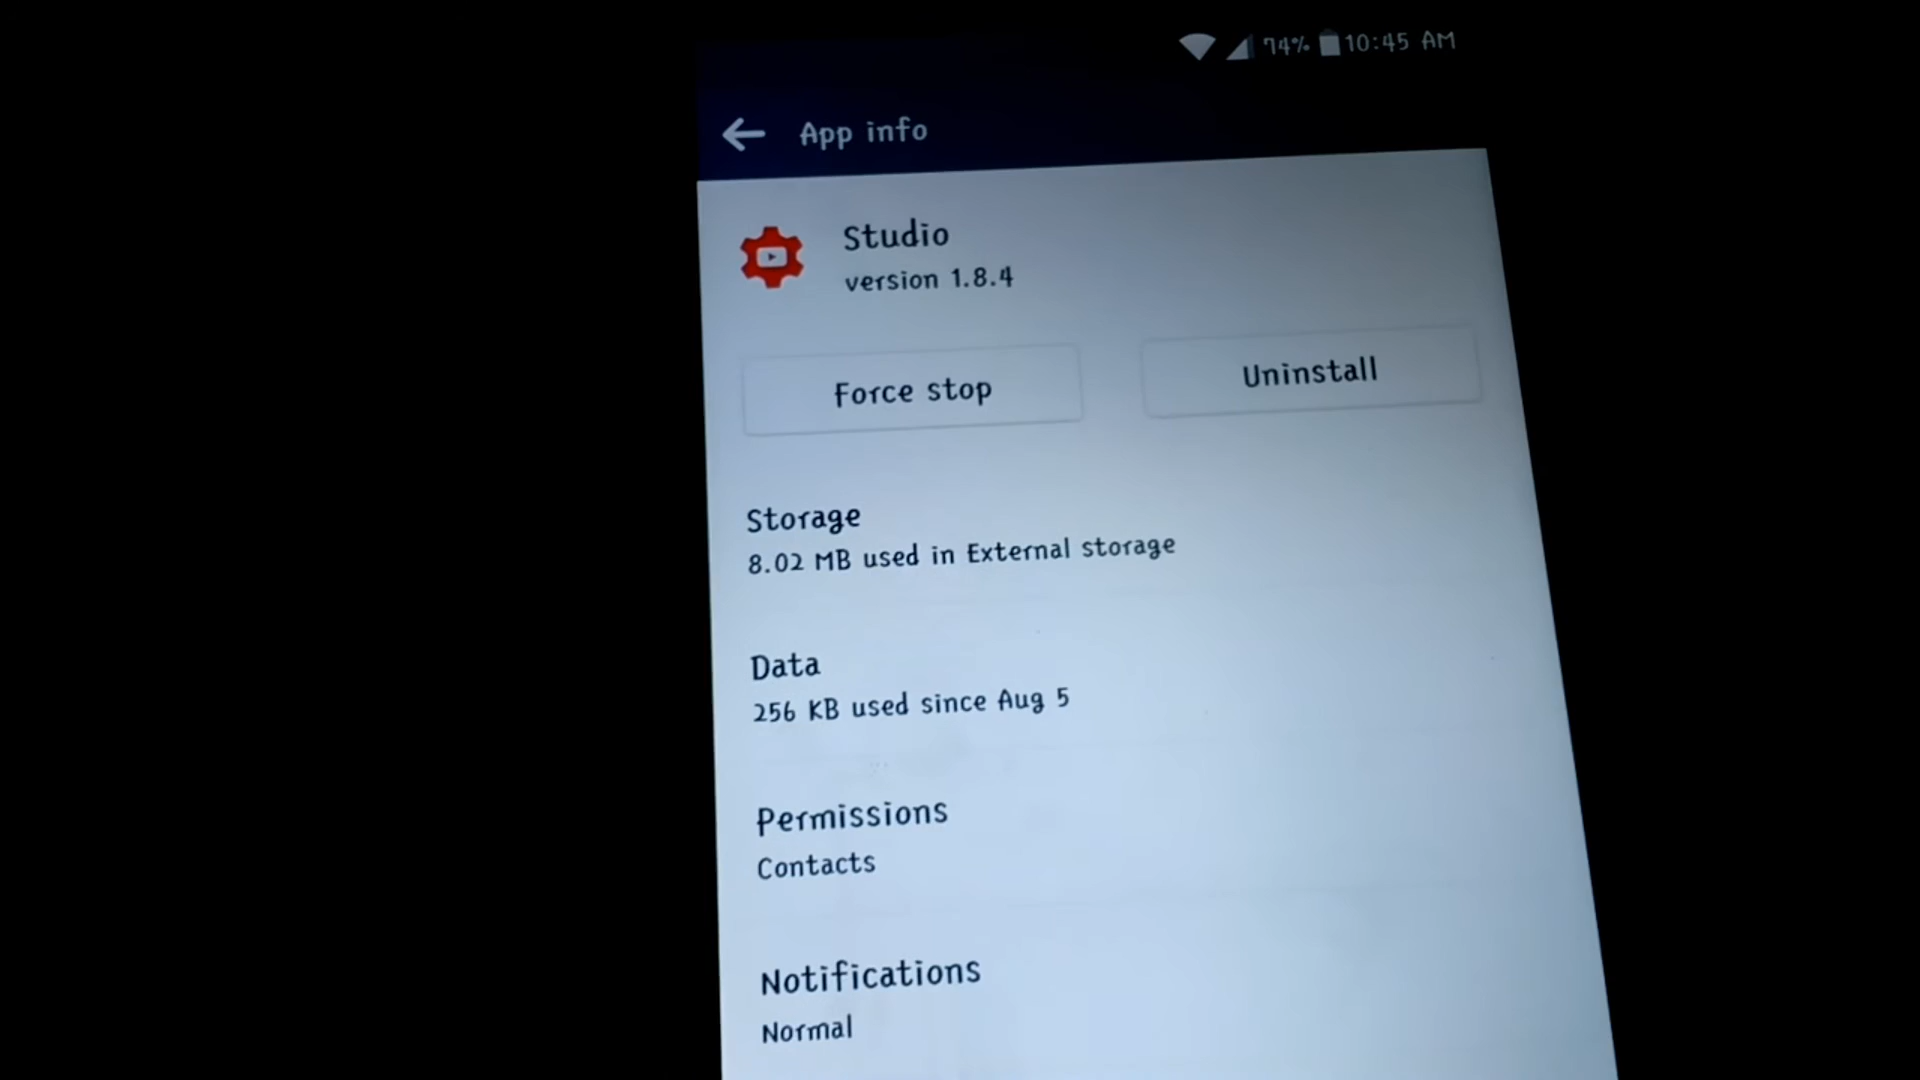 74% 10:45 AM
App info
Studio
version 1.8.4
Force stop
Uninstall
Storage
8.02 MB used in External storage
Data
256 KB used since Aug 5
Permissions
Contacts
Notifications
Normal